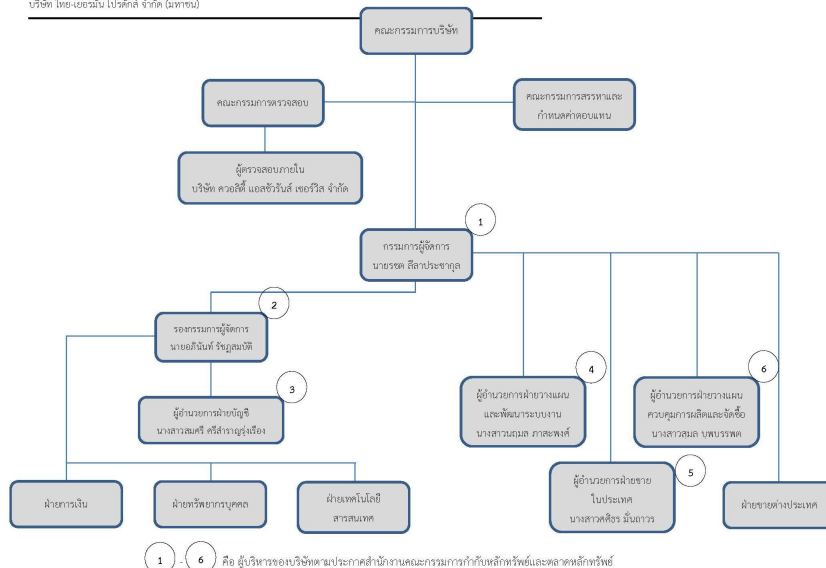 บริษัท ไทย-เยอรมัน โปรดักส์ จำกัด (มหาชน)
คณะกรรมการบริษัท
คณะกรรมการตรวจสอบ
คณะกรรมการสรรหาและ
กำหนดค่าตอบแทน
ผู้ตรวจสอบภายใน
บริษัท ควอลิตี้ แอสชัวรันส์ เซอร์วิส จำกัด
1
กรรมการผู้จัดการ
นายรชต ลีลาประชากุล
2
รองกรรมการผู้จัดการ
นายอภินันท์ รัชฎสมบัติ
3
ผู้อำนวยการฝ่ายบัญชี
นางสาวสมศรี ศรีสำราญรุ่งเรือง
4
ผู้อำนวยการฝ่ายวางแผน
และพัฒนาระบบงาน
นางสาวนฤมล ภาสะพงศ์
6
ผู้อำนวยการฝ่ายวางแผน
ควบคุมการผลิตและจัดซื้อ
นางสาวสุมล บุพบรรพต
5
ผู้อำนวยการฝ่ายขาย
ในประเทศ
นางสาวศศิธร มั่นถาวร
ฝ่ายการเงิน
ฝ่ายทรัพยากรบุคคล
ฝ่ายเทคโนโลยี
สารสนเทศ
ฝ่ายขายต่างประเทศ
1 - 6 คือ ผู้บริหารของบริษัทตามประกาศสำนักงานคณะกรรมการกำกับหลักทรัพย์และตลาดหลักทรัพย์